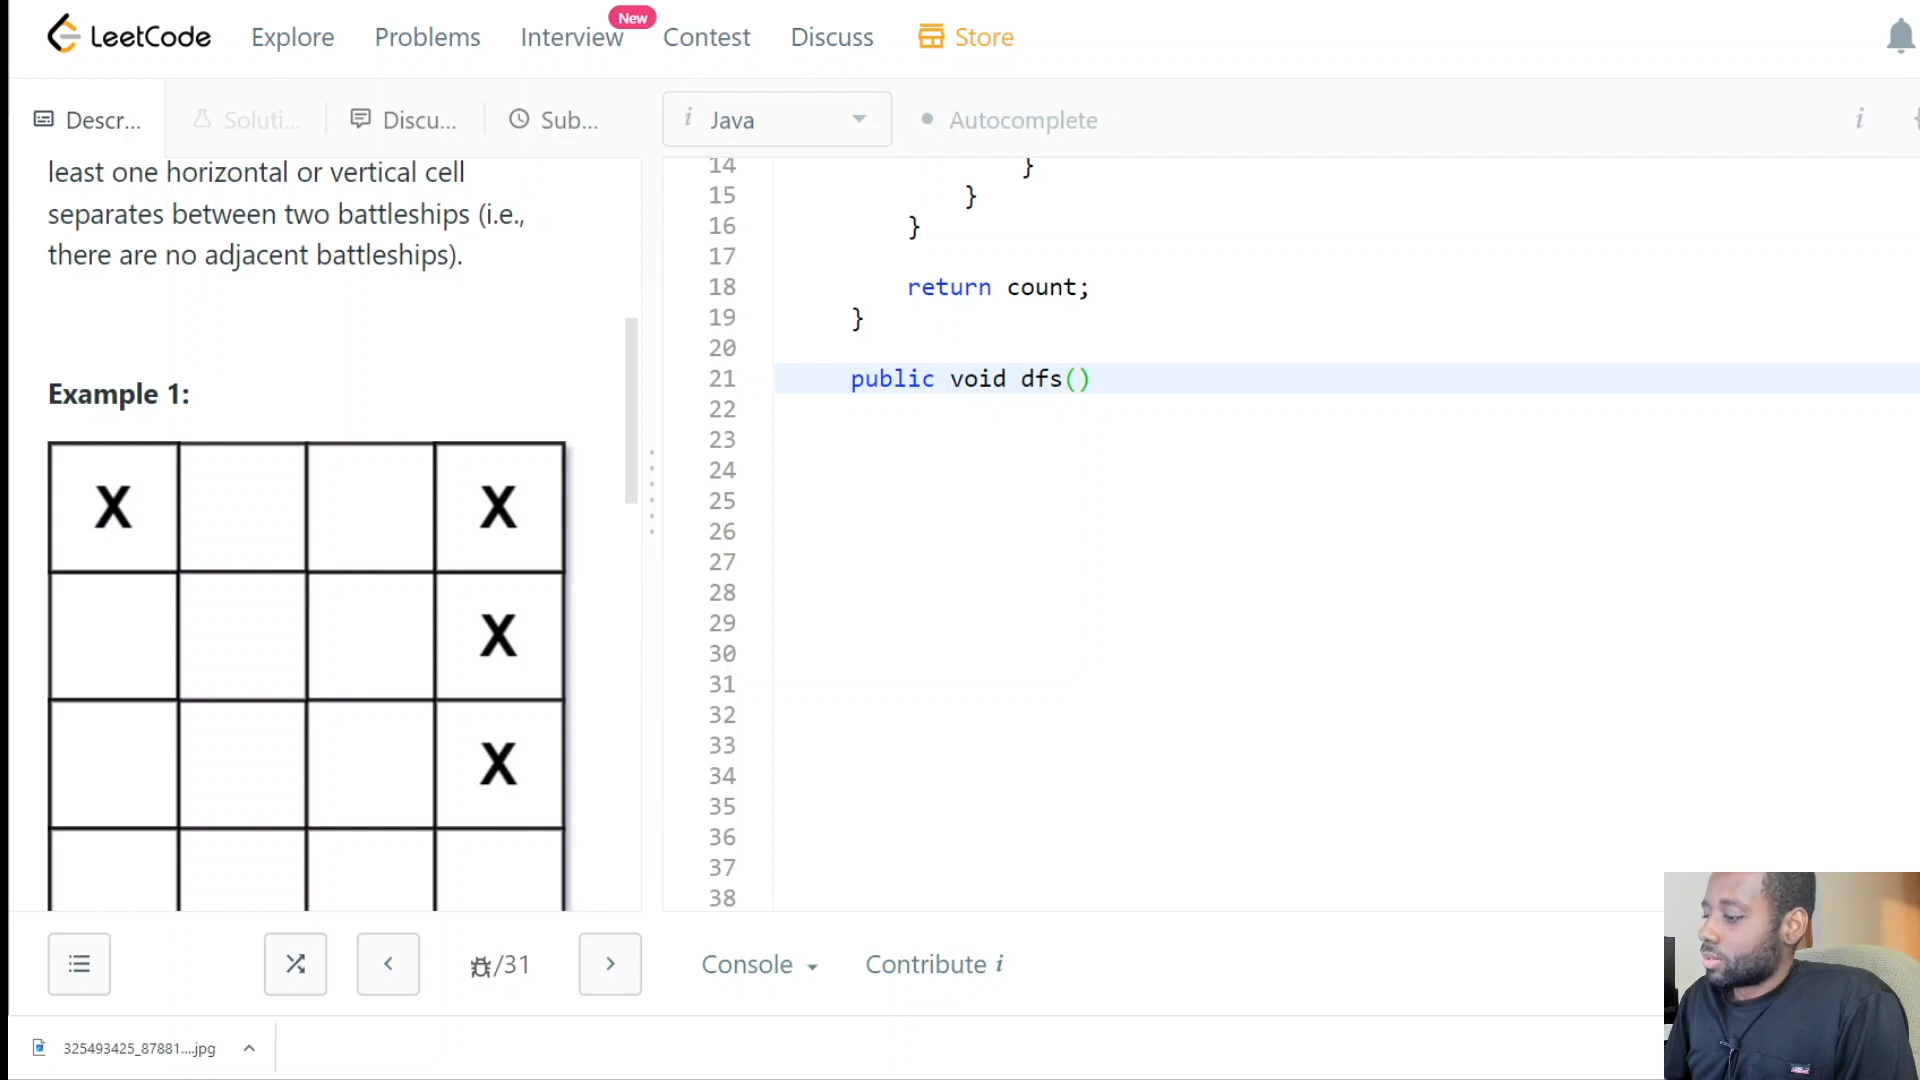 LeetCode
Explore
Problems
Interview
New
Contest
Discuss
Store
Descr...
Soluti...
Discu...
Sub...
i Java
Autocomplete
i
least one horizontal or vertical cell
separates between two battleships (i.e.,
there are no adjacent battleships).
Example 1:
X X
X
X
14 }
15 }
16 }
17
18 return count;
19 }
20
21 public void dfs()
22
23
24
25
26
27
28
29
30
31
32
33
34
35
36
37
38
/31
Console
Contribute i
325493425_87881....jpg